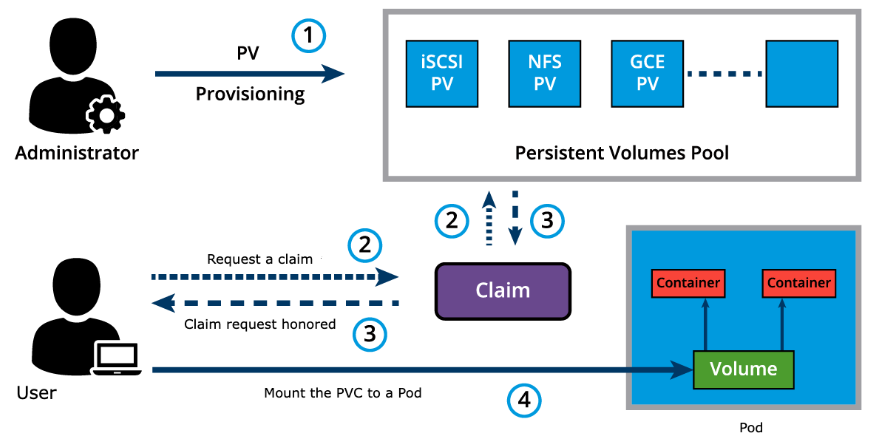 1
PV
Provisioning
Administrator
iSCSI
PV
NFS
PV
GCE
PV
Persistent Volumes Pool
2
3
2
Request a claim
Claim
Claim request honored
3
Container
Container
Volume
User
Mount the PVC to a Pod
4
Pod